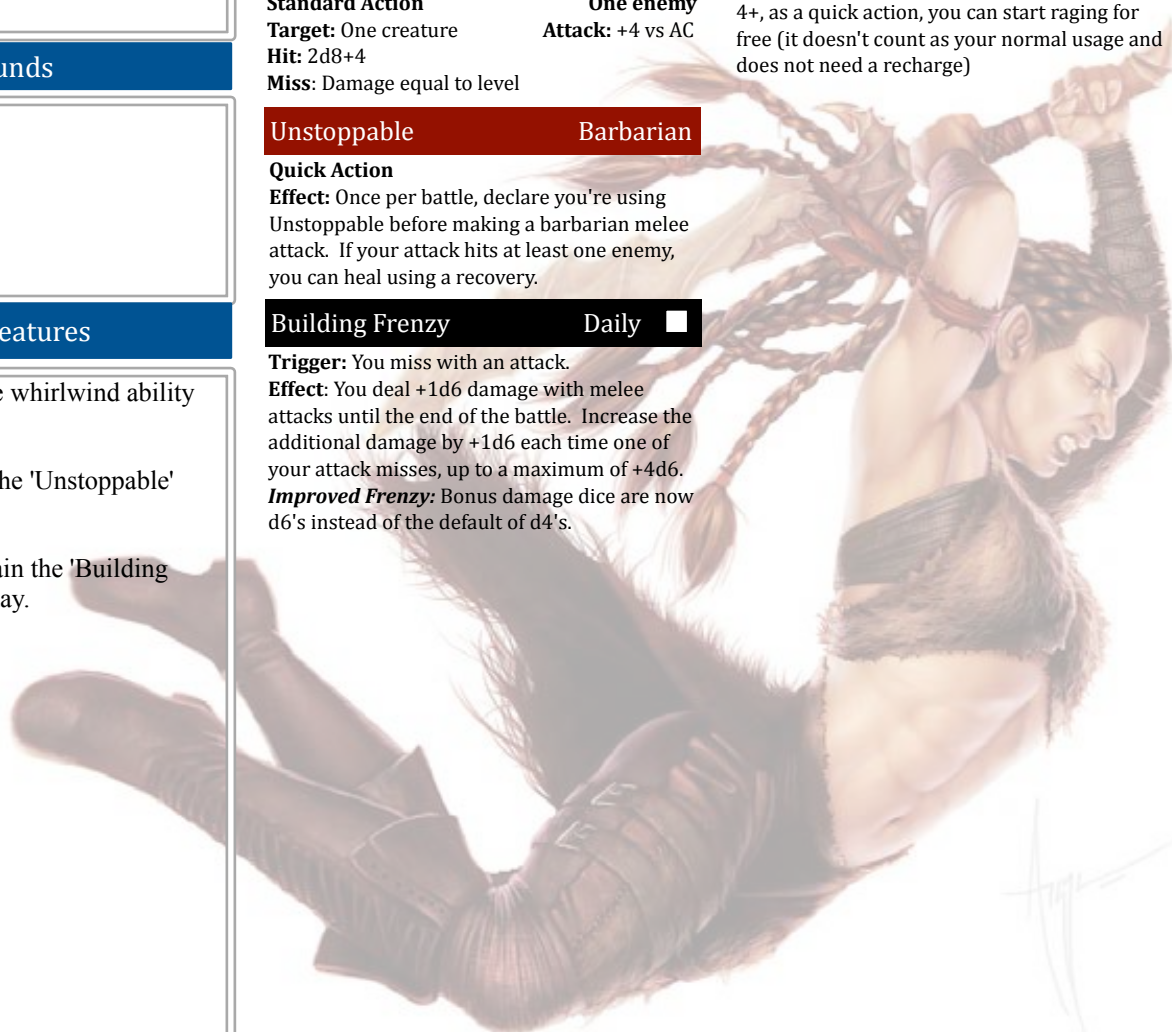 unds
eatures
e whirlwind ability
he 'Unstoppable'
in the 'Building
ay.
Standard Action One enemy
Target: One creature Attack: +4 vs AC
Hit: 2d8+4
Miss: Damage equal to level
Unstoppable Barbarian
Quick Action
Effect: Once per battle, declare you're using
Unstoppable before making a barbarian melee
attack. If your attack hits at least one enemy,
you can heal using a recovery.
Building Frenzy Daily
Trigger: You miss with an attack.
Effect: You deal +1d6 damage with melee
attacks until the end of the battle. Increase the
additional damage by +1d6 each time one of
your attack misses, up to a maximum of +4d6.
Improved Frenzy: Bonus damage dice are now
d6's instead of the default of d4's.
4+, as a quick action, you can start raging for
free (it doesn't count as your normal usage and
does not need a recharge)